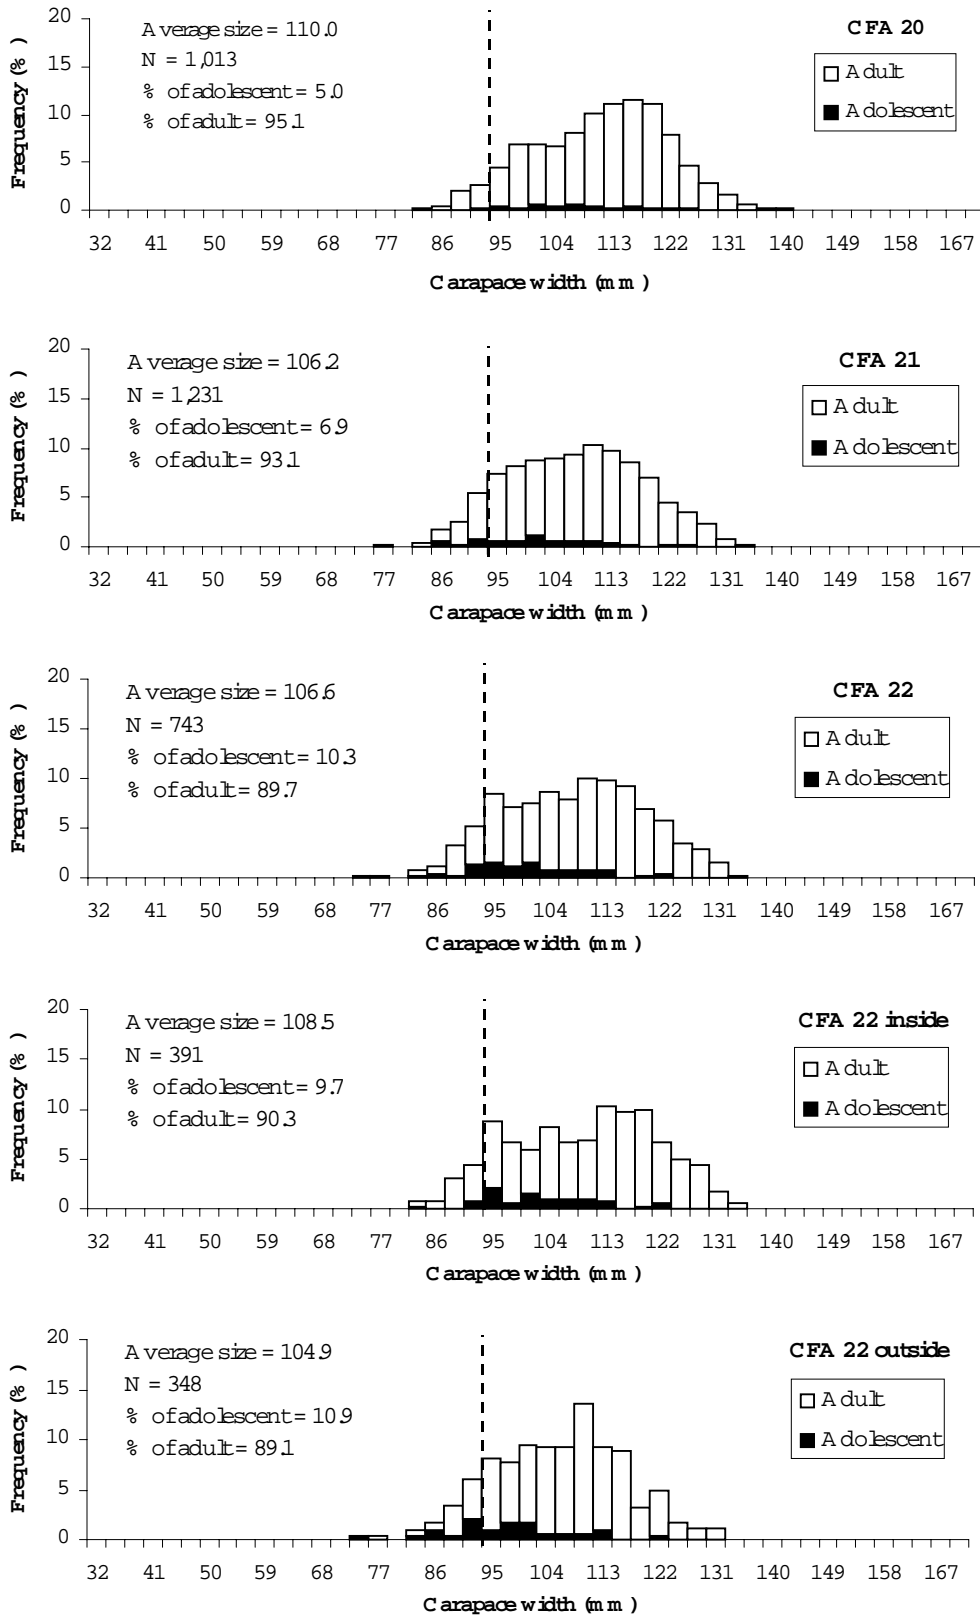 CFA 20
Average size = 110.0
N = 1,013
% of adolescent = 5.0
% of adult = 95.1
Adult
Adolescent
Frequency (%)
20
15
10
5
0
32 41 50 59 68 77 86 95 104 113 122 131 140 149 158 167
Carapace width (mm)
CFA 21
Average size = 106.2
N = 1,231
% of adolescent = 6.9
% of adult = 93.1
Adult
Adolescent
Frequency (%)
20
15
10
5
0
32 41 50 59 68 77 86 95 104 113 122 131 140 149 158 167
Carapace width (mm)
CFA 22
Average size = 106.6
N = 743
% of adolescent = 10.3
% of adult = 89.7
Adult
Adolescent
Frequency (%)
20
15
10
5
0
32 41 50 59 68 77 86 95 104 113 122 131 140 149 158 167
Carapace width (mm)
CFA 22 inside
Average size = 108.5
N = 391
% of adolescent = 9.7
% of adult = 90.3
Adult
Adolescent
Frequency (%)
20
15
10
5
0
32 41 50 59 68 77 86 95 104 113 122 131 140 149 158 167
Carapace width (mm)
CFA 22 outside
Average size = 104.9
N = 348
% of adolescent = 10.9
% of adult = 89.1
Adult
Adolescent
Frequency (%)
20
15
10
5
0
32 41 50 59 68 77 86 95 104 113 122 131 140 149 158 167
Carapace width (mm)